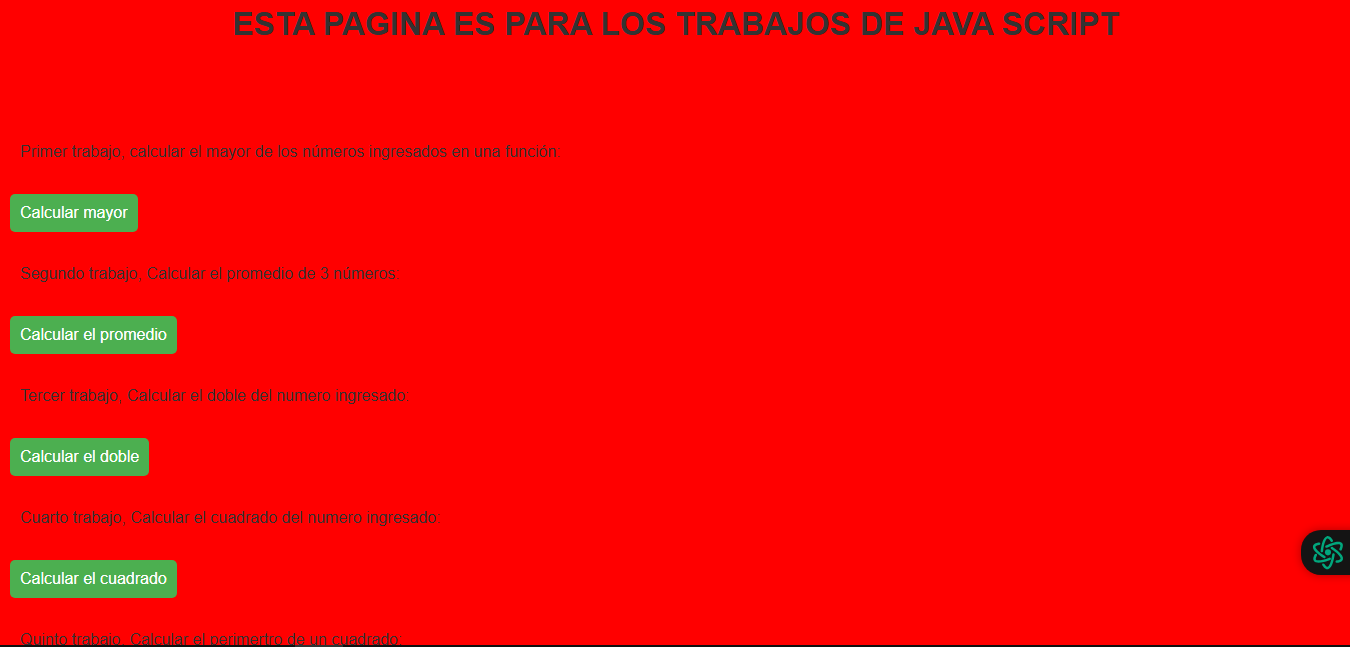 ESTA PAGINA ES PARA LOS TRABAJOS DE JAVA SCRIPT
Primer trabajo, calcular el mayor de los números ingresados en una función:
Calcular mayor
Segundo trabajo, Calcular el promedio de 3 números:
Calcular el promedio
Tercer trabajo, Calcular el doble del numero ingresado:
Calcular el doble
Cuarto trabajo, Calcular el cuadrado del numero ingresado:
Calcular el cuadrado
Quinto trabajo, Calcular el perimertro de un cuadrado: